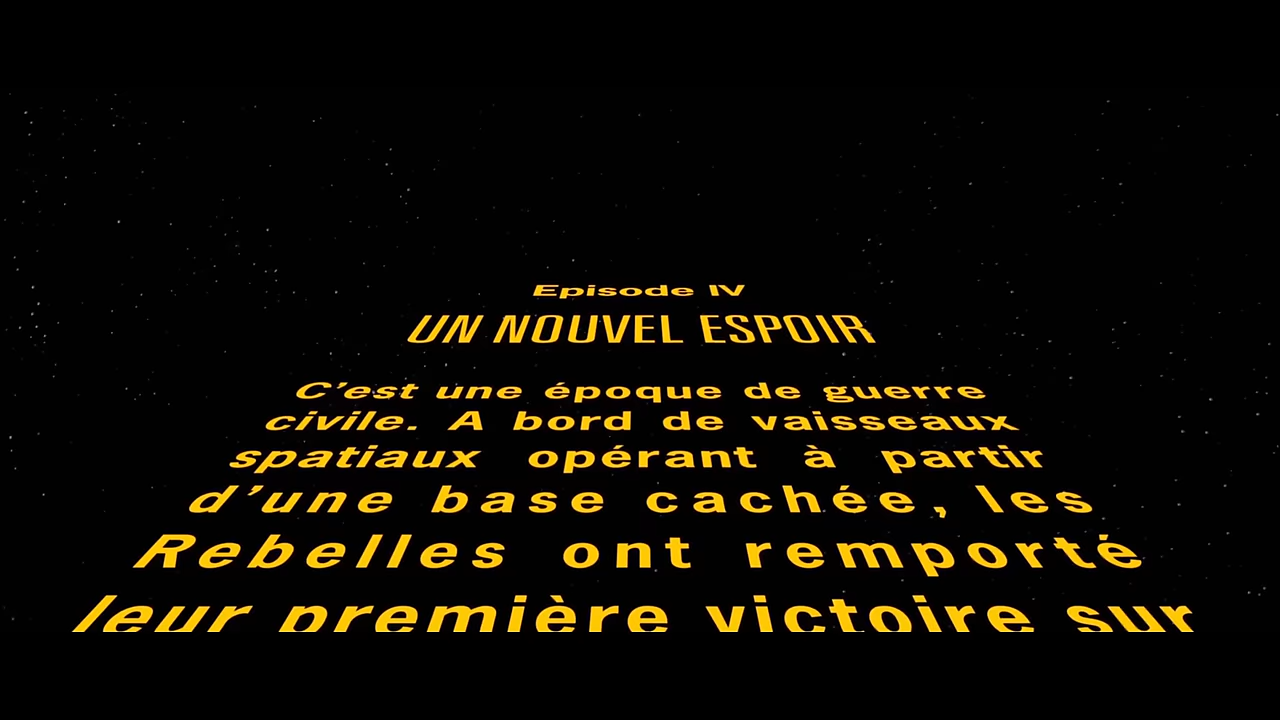 Episode IV
UN NOUVEL ESPOIR
C'est une époque de guerre
civile. A bord de vaisseaux
spatiaux opérant à partir
d'une base cachée, les
Rebelles ont remporté
leur première victoire sur